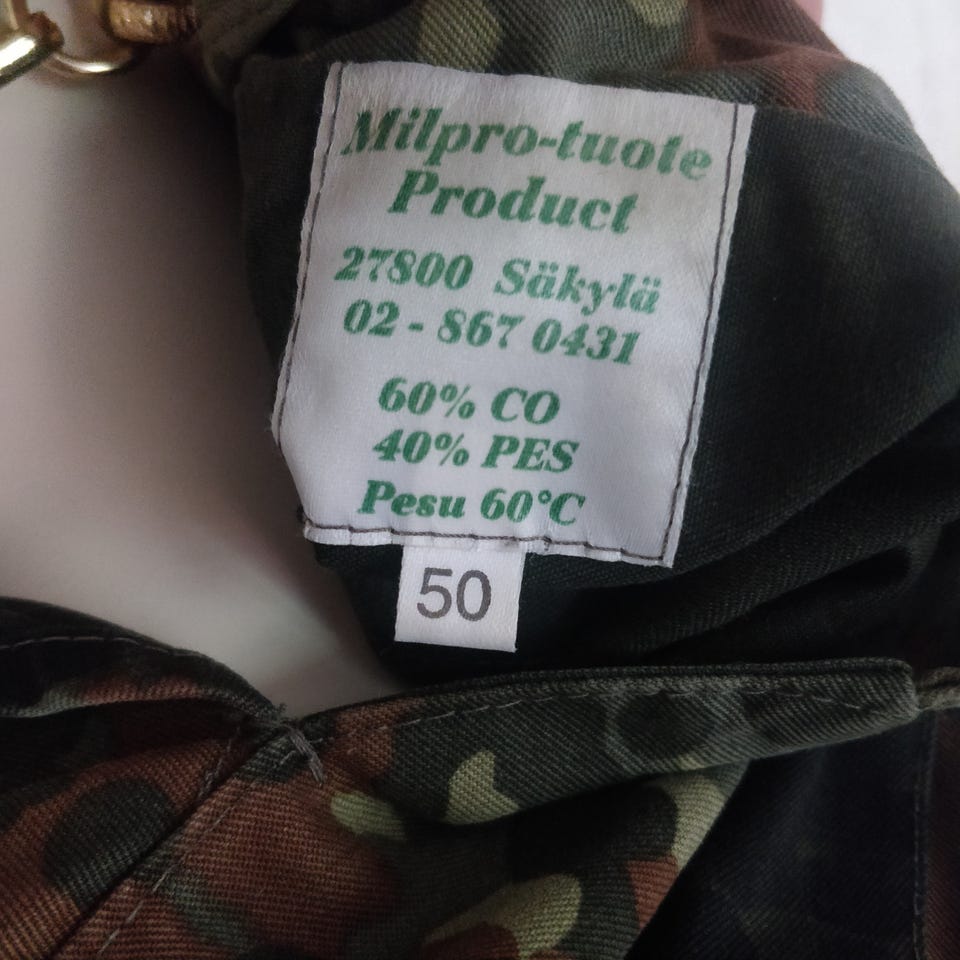 Milpro-tuote
Product
27800 Säkylä
02 - 867 0431
60% CO
40% PES
Pesu 60°C
50